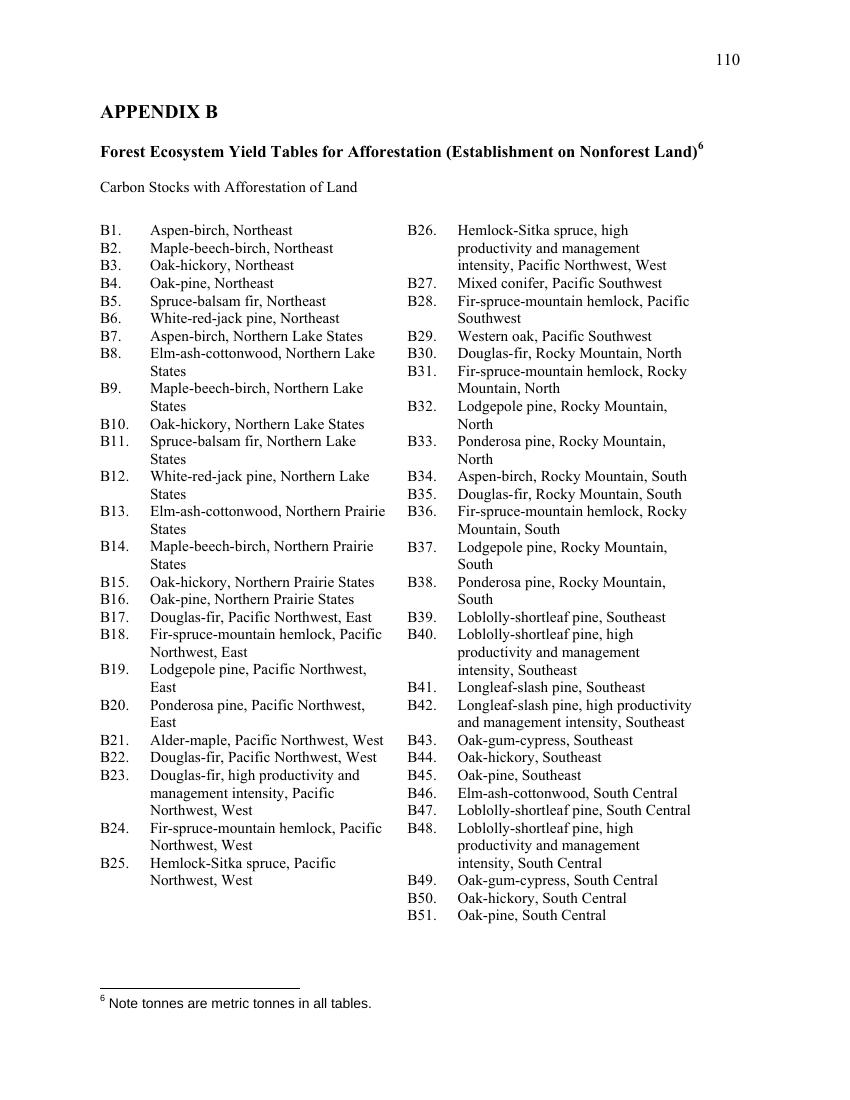 110
APPENDIX B
Forest Ecosystem Yield Tables for Afforestation (Establishment on Nonforest Land)6
Carbon Stocks with Afforestation of Land
B1. Aspen-birch, Northeast
B2. Maple-beech-birch, Northeast
B3. Oak-hickory, Northeast
B4. Oak-pine, Northeast
B5. Spruce-balsam fir, Northeast
B6. White-red-jack pine, Northeast
B7. Aspen-birch, Northern Lake States
B8. Elm-ash-cottonwood, Northern Lake
States
B9. Maple-beech-birch, Northern Lake
States
B10. Oak-hickory, Northern Lake States
B11. Spruce-balsam fir, Northern Lake
States
B12. White-red-jack pine, Northern Lake
States
B13. Elm-ash-cottonwood, Northern Prairie
States
B14. Maple-beech-birch, Northern Prairie
States
B15. Oak-hickory, Northern Prairie States
B16. Oak-pine, Northern Prairie States
B17. Douglas-fir, Pacific Northwest, East
B18. Fir-spruce-mountain hemlock, Pacific
Northwest, East
B19. Lodgepole pine, Pacific Northwest,
East
B20. Ponderosa pine, Pacific Northwest,
East
B21. Alder-maple, Pacific Northwest, West
B22. Douglas-fir, Pacific Northwest, West
B23. Douglas-fir, high productivity and
management intensity, Pacific
Northwest, West
B24. Fir-spruce-mountain hemlock, Pacific
Northwest, West
B25. Hemlock-Sitka spruce, Pacific
Northwest, West
B26. Hemlock-Sitka spruce, high
productivity and management
intensity, Pacific Northwest, West
B27. Mixed conifer, Pacific Southwest
B28. Fir-spruce-mountain hemlock, Pacific
Southwest
B29. Western oak, Pacific Southwest
B30. Douglas-fir, Rocky Mountain, North
B31. Fir-spruce-mountain hemlock, Rocky
Mountain, North
B32. Lodgepole pine, Rocky Mountain,
North
B33. Ponderosa pine, Rocky Mountain,
North
B34. Aspen-birch, Rocky Mountain, South
B35. Douglas-fir, Rocky Mountain, South
B36. Fir-spruce-mountain hemlock, Rocky
Mountain, South
B37. Lodgepole pine, Rocky Mountain,
South
B38. Ponderosa pine, Rocky Mountain,
South
B39. Loblolly-shortleaf pine, Southeast
B40. Loblolly-shortleaf pine, high
productivity and management
intensity, Southeast
B41. Longleaf-slash pine, Southeast
B42. Longleaf-slash pine, high productivity
and management intensity, Southeast
B43. Oak-gum-cypress, Southeast
B44. Oak-hickory, Southeast
B45. Oak-pine, Southeast
B46. Elm-ash-cottonwood, South Central
B47. Loblolly-shortleaf pine, South Central
B48. Loblolly-shortleaf pine, high
productivity and management
intensity, South Central
B49. Oak-gum-cypress, South Central
B50. Oak-hickory, South Central
B51. Oak-pine, South Central
6 Note tonnes are metric tonnes in all tables.